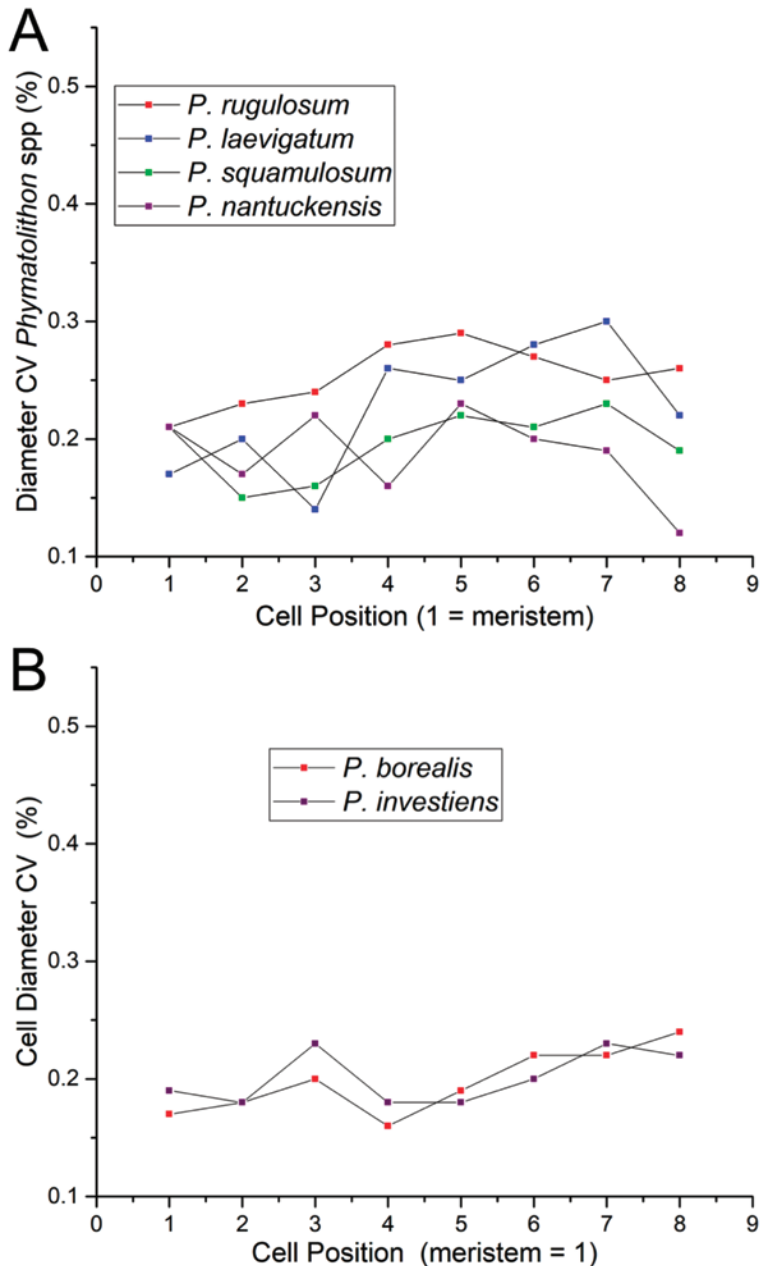 A
Diameter CV Phymatolithon spp (%)
0.5
0.4
0.3
0.2
0.1
P. rugulosum
P. laevigatum
P. squamulosum
P. nantuckensis
0 1 2 3 4 5 6 7 8 9
Cell Position (1 = meristem)
B
Cell Diameter CV (%)
0.5
0.4
0.3
0.2
0.1
P. borealis
P. investiens
0 1 2 3 4 5 6 7 8 9
Cell Position (meristem = 1)